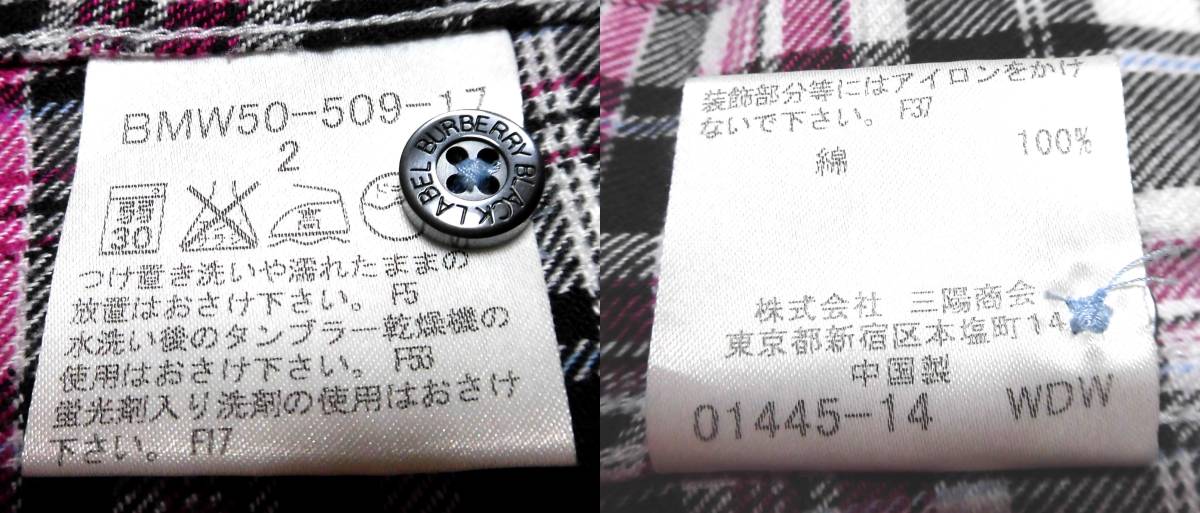 BMW50-509-17
2
弱
30
高
つけ置き洗いや濡れたままの
放置はおさけ下さい。 F5
水洗い後のタンブラー乾燥機の
使用はおさけ下さい。 F53
蛍光剤入り洗剤の使用はおさけ
下さい。 F17
BURBERRY BLACK LABEL
装飾部分等にはアイロンをかけ
ないで下さい。 F37
綿 100%
株式会社 三陽商会
東京都新宿区本塩町14
中国製
01445-14 WDW